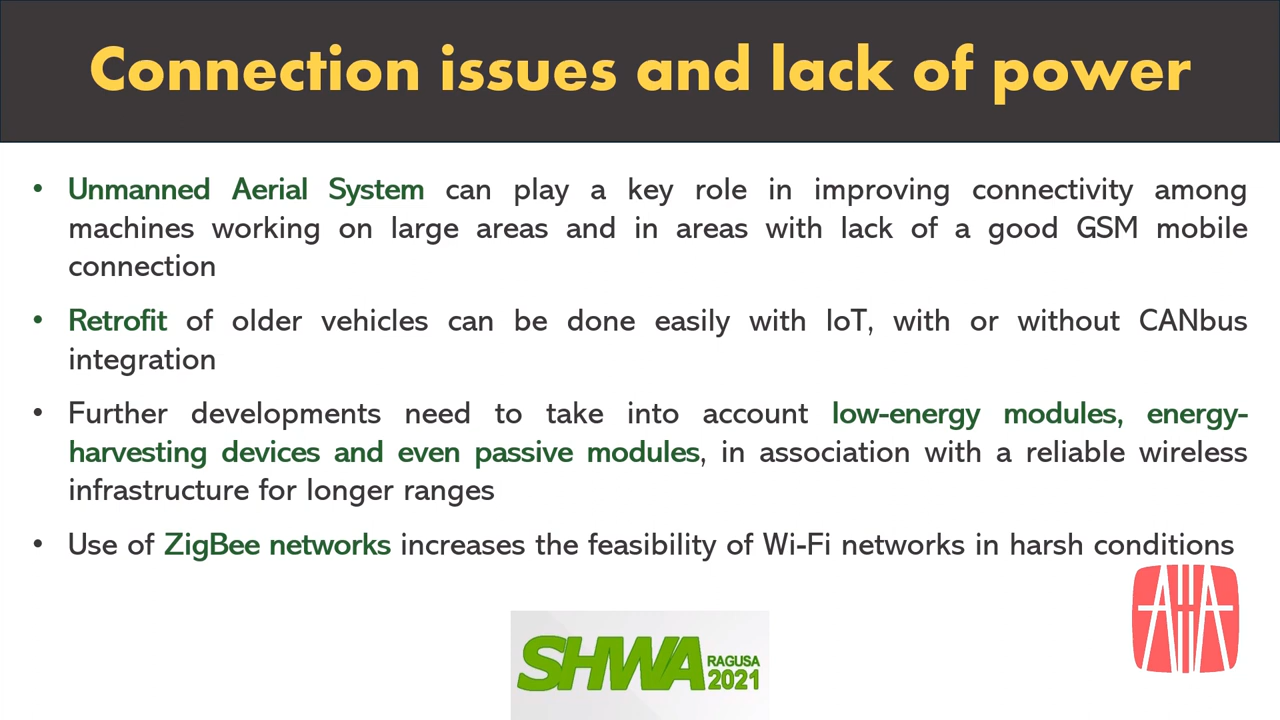 Connection issues and lack of power
• Unmanned Aerial System can play a key role in improving connectivity among
machines working on large areas and in areas with lack of a good GSM mobile
connection
• Retrofit of older vehicles can be done easily with IoT, with or without CANbus
integration
• Further developments need to take into account low-energy modules, energy-
harvesting devices and even passive modules, in association with a reliable wireless
infrastructure for longer ranges
• Use of ZigBee networks increases the feasibility of Wi-Fi networks in harsh conditions
SHWA RAGUSA
2021